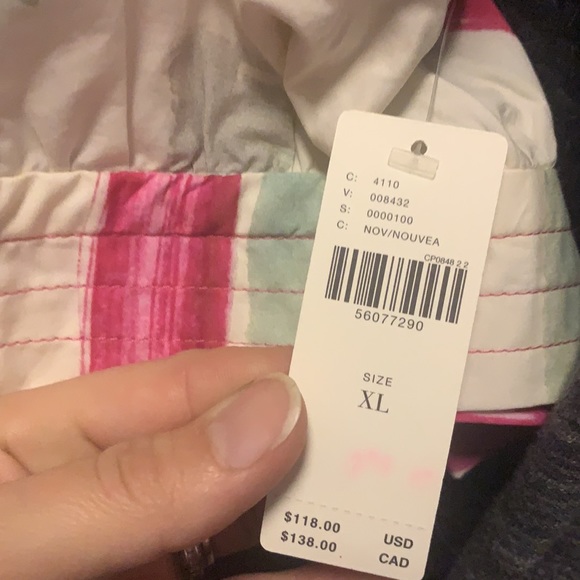 C: 4110
V: 008432
S: 0000100
C: NOV/NOUVEA
CP0848 2 2
56077290
SIZE
XL
$118.00 USD
$138.00 CAD